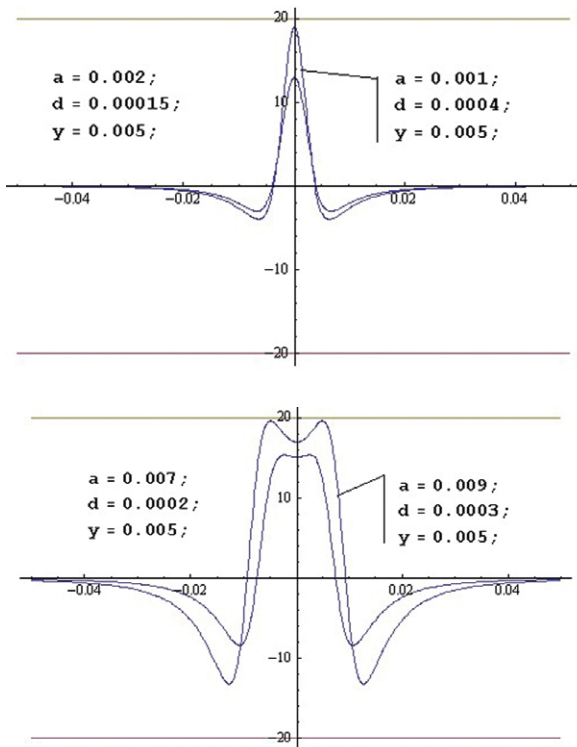 20
a = 0.002;
d = 0.00015;
y = 0.005;
a = 0.001;
d = 0.0004;
y = 0.005;
10
-0.04
-0.02
0.02
0.04
-10
-20
20
a = 0.007;
d = 0.0002;
y = 0.005;
a = 0.009;
d = 0.0003;
y = 0.005;
10
-0.04
-0.02
0.02
0.04
-10
-20